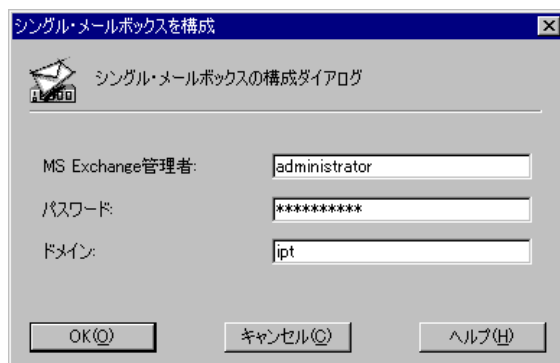 シングル・メールボックスを構成
シングル・メールボックスの構成ダイアログ
MS Exchange管理者: administrator
パスワード: **********
ドメイン: ipt
OK(O) キャンセル(C) ヘルプ(H)